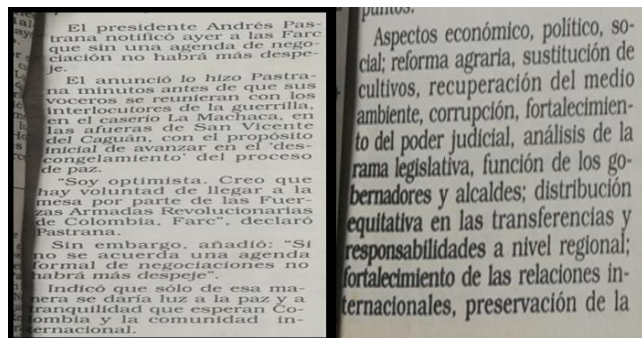 El presidente Andrés Pas-
trana notificó ayer a las Farc
que sin una agenda de nego-
ciación no habrá más despe-
je.
El anunció lo hizo Pastra-
na minutos antes de que sus
voceros se reunieran con los
interlocutores de la guerrilla,
en el caserío La Machaca, en
las afueras de San Vicente
del Caguán, con el propósito
inicial de avanzar en el 'des-
congelamiento' del proceso
de paz.
"Soy optimista. Creo que
hay voluntad de llegar a la
mesa por parte de las Fuer-
zas Armadas Revolucionarias
de Colombia, Farc", declaró
Pastrana.
Sin embargo, añadió: "Si
no se acuerda una agenda
formal de negociaciones no
habrá más despeje".
Indicó que sólo de esa ma-
nera se daría luz a la paz y a
tranquilidad que esperan Co-
lombia y la comunidad in-
ternacional.
puntos.
Aspectos económico, político, so-
cial; reforma agraria, sustitución de
cultivos, recuperación del medio
ambiente, corrupción, fortalecimien-
to del poder judicial, análisis de la
rama legislativa, función de los go-
bernadores y alcaldes; distribución
equitativa en las transferencias y
responsabilidades a nivel regional;
fortalecimiento de las relaciones in-
ternacionales, preservación de la